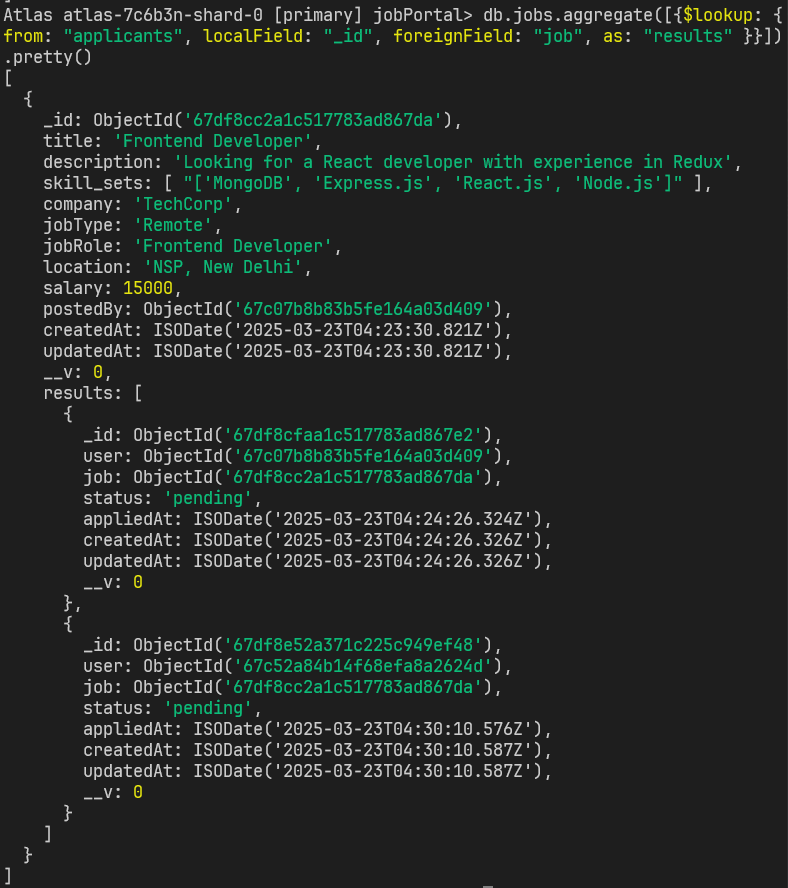 Atlas atlas-7c6b3n-shard-0 [primary] jobPortal> db.jobs.aggregate([{$lookup: {
from: "applicants", localField: "_id", foreignField: "job", as: "results" }}])
.pretty()
[
  {
    _id: ObjectId('67df8cc2a1c517783ad867da'),
    title: 'Frontend Developer',
    description: 'Looking for a React developer with experience in Redux',
    skill_sets: [ "['MongoDB', 'Express.js', 'React.js', 'Node.js']" ],
    company: 'TechCorp',
    jobType: 'Remote',
    jobRole: 'Frontend Developer',
    location: 'NSP, New Delhi',
    salary: 15000,
    postedBy: ObjectId('67c07b8b83b5fe164a03d409'),
    createdAt: ISODate('2025-03-23T04:23:30.821Z'),
    updatedAt: ISODate('2025-03-23T04:23:30.821Z'),
    __v: 0,
    results: [
      {
        _id: ObjectId('67df8cfaa1c517783ad867e2'),
        user: ObjectId('67c07b8b83b5fe164a03d409'),
        job: ObjectId('67df8cc2a1c517783ad867da'),
        status: 'pending',
        appliedAt: ISODate('2025-03-23T04:24:26.324Z'),
        createdAt: ISODate('2025-03-23T04:24:26.326Z'),
        updatedAt: ISODate('2025-03-23T04:24:26.326Z'),
        __v: 0
      },
      {
        _id: ObjectId('67df8e52a371c225c949ef48'),
        user: ObjectId('67c52a84b14f68efa8a2624d'),
        job: ObjectId('67df8cc2a1c517783ad867da'),
        status: 'pending',
        appliedAt: ISODate('2025-03-23T04:30:10.576Z'),
        createdAt: ISODate('2025-03-23T04:30:10.587Z'),
        updatedAt: ISODate('2025-03-23T04:30:10.587Z'),
        __v: 0
      }
    ]
  }
]